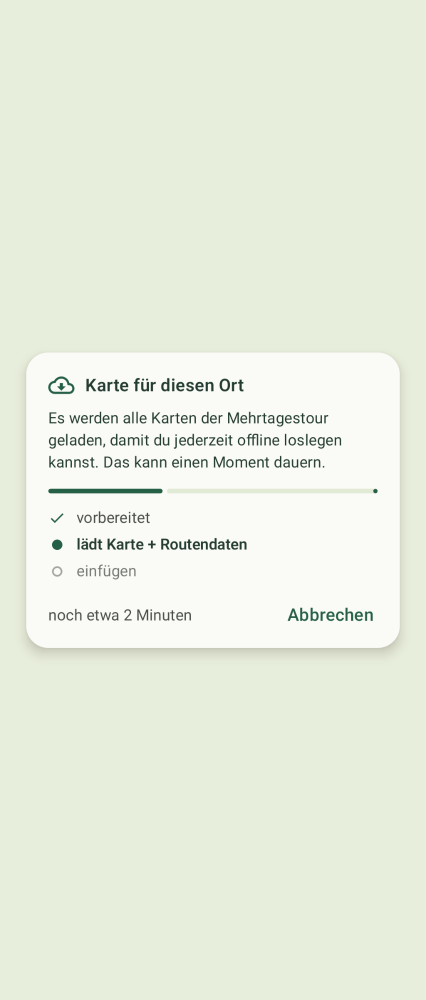 Karte für diesen Ort
Es werden alle Karten der Mehrtagestour
geladen, damit du jederzeit offline loslegen
kannst. Das kann einen Moment dauern.
vorbereitet
lädt Karte + Routendaten
einfügen
noch etwa 2 Minuten
Abbrechen